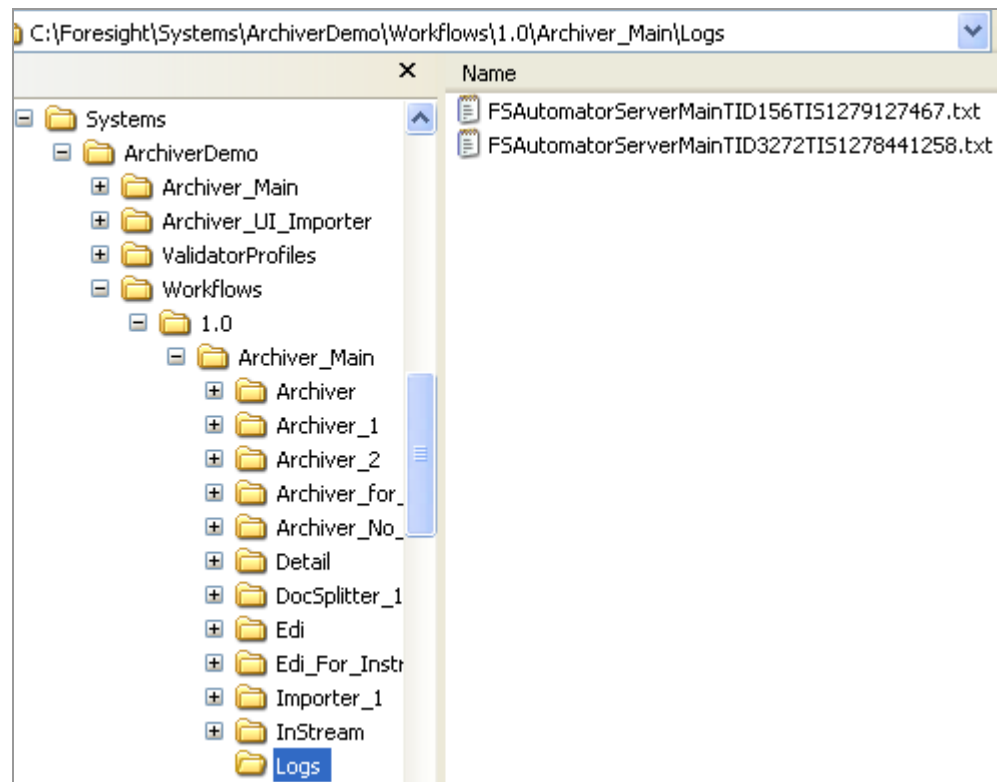 C:\Foresight\Systems\ArchiverDemo\Workflows\1.0\Archiver_Main\Logs
Name
Systems
ArchiverDemo
Archiver_Main
Archiver_UI_Importer
ValidatorProfiles
Workflows
1.0
Archiver_Main
Archiver
Archiver_1
Archiver_2
Archiver_for_
Archiver_No_
Detail
DocSplitter_1
Edi
Edi_For_Instr
Importer_1
InStream
Logs
FSAutomatorServerMainTID156TIS1279127467.txt
FSAutomatorServerMainTID3272TIS1278441258.txt